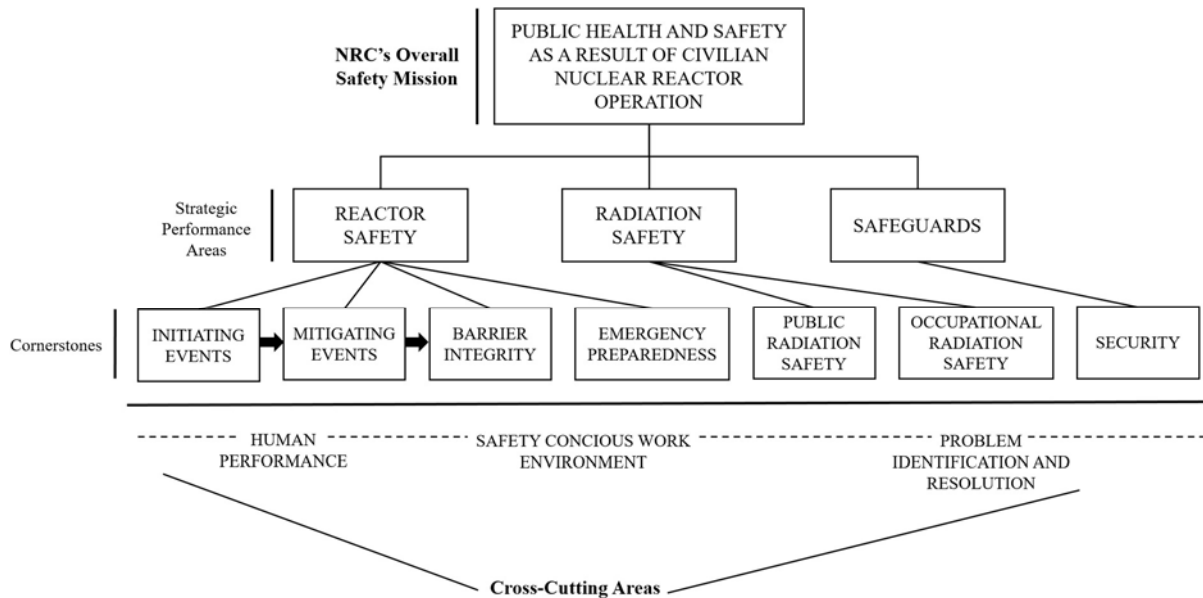 NRC's Overall
Safety Mission
PUBLIC HEALTH AND SAFETY
AS A RESULT OF CIVILIAN
NUCLEAR REACTOR
OPERATION
Strategic
Performance
Areas
REACTOR
SAFETY
RADIATION
SAFETY
SAFEGUARDS
Cornerstones
INITIATING
EVENTS
MITIGATING
EVENTS
BARRIER
INTEGRITY
EMERGENCY
PREPAREDNESS
PUBLIC
RADIATION
SAFETY
OCCUPATIONAL
RADIATION
SAFETY
SECURITY
HUMAN
PERFORMANCE
SAFETY CONCIOUS WORK
ENVIRONMENT
PROBLEM
IDENTIFICATION AND
RESOLUTION
Cross-Cutting Areas